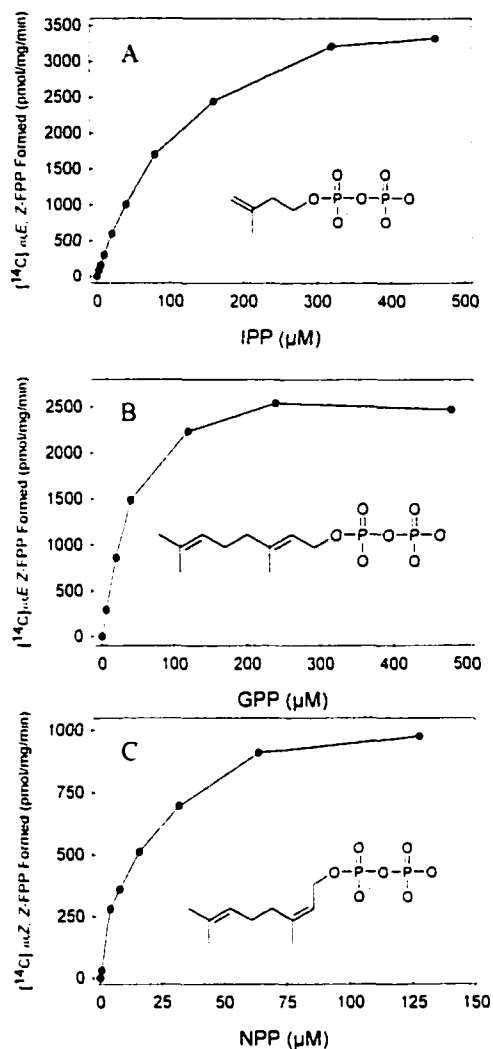 A
[14C] ωE, Z-FPP Formed (pmol/mg/min)
3500
3000
2500
2000
1500
1000
500
0
O O
O-P-O-P-O
O O
0 100 200 300 400 500
IPP (µM)
B
[14C] ωE Z-FPP Formed (pmol/mg/min)
2500
2000
1500
1000
500
0
O O
O-P-O-P-O
O O
0 100 200 300 400 500
GPP (µM)
C
[14C] ωZ, Z-FPP Formed (pmol/mg/min)
1000
750
500
250
0
O O
O-P-O-P-O
O O
0 25 50 75 100 125 150
NPP (µM)